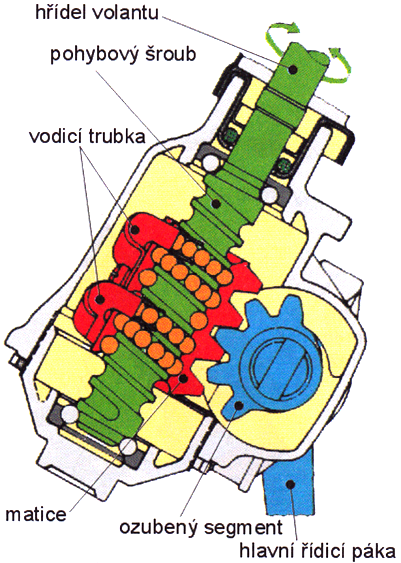 hřídel volantu
pohybový šroub
vodicí trubka
matice
ozubený segment
hlavní řídicí páka